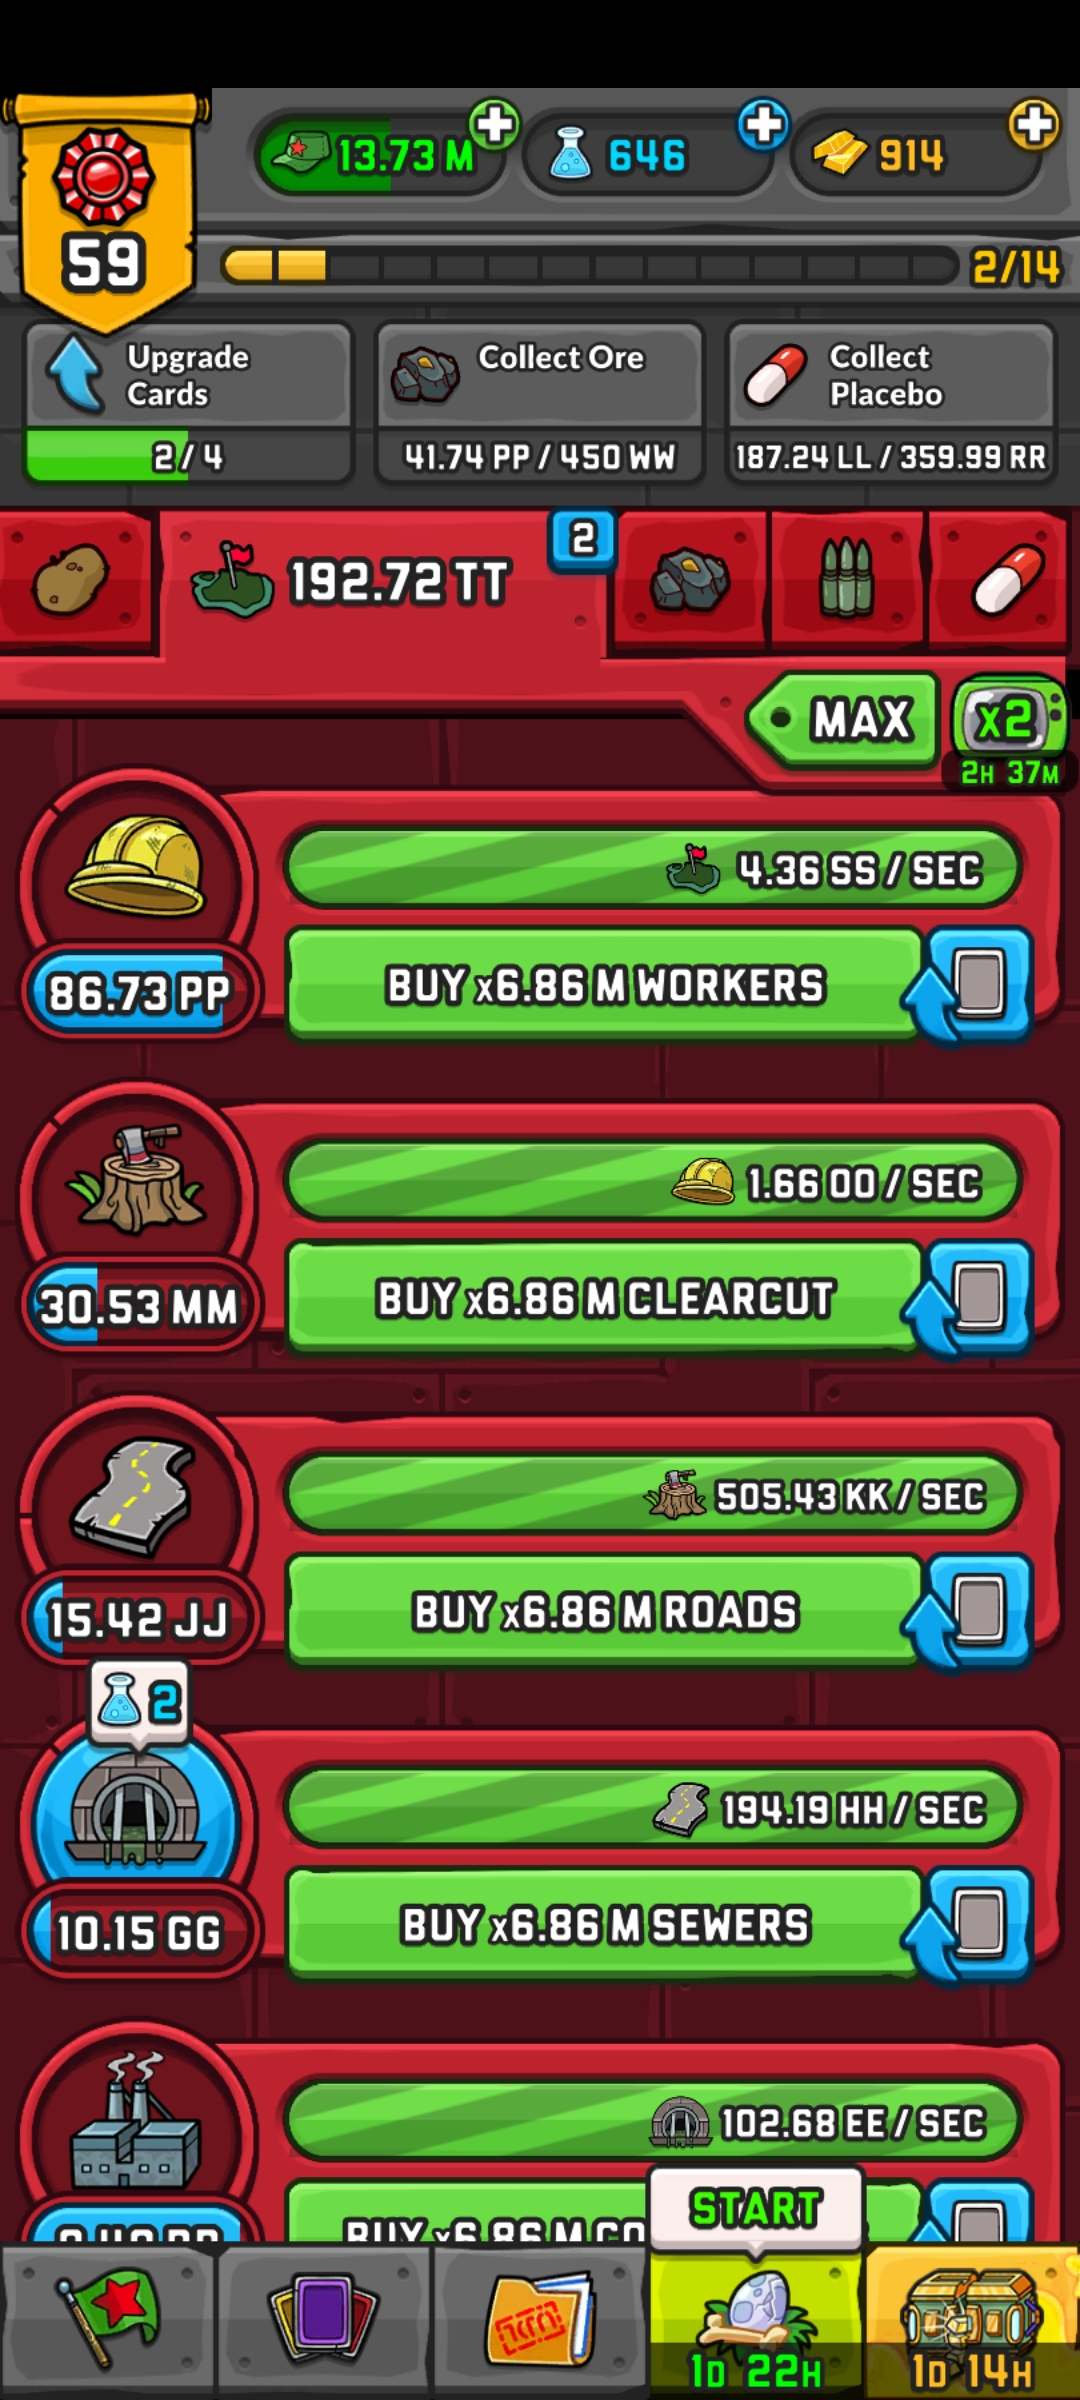 13.73 M
646
914
59
2/14
Upgrade
Cards
2/4
Collect Ore
41.74 PP / 450 WW
Collect
Placebo
187.24 LL / 359.99 RR
192.72 TT
2
MAX
x2
2H 37M
4.36 SS / SEC
86.73 PP
BUY x6.86 M WORKERS
1.66 OO / SEC
30.53 MM
BUY x6.86 M CLEARCUT
505.43 KK / SEC
15.42 JJ
BUY x6.86 M ROADS
2
194.19 HH / SEC
10.15 GG
BUY x6.86 M SEWERS
102.68 EE / SEC
BUY x6.86 M CO
START
1D 22H
1D 14H